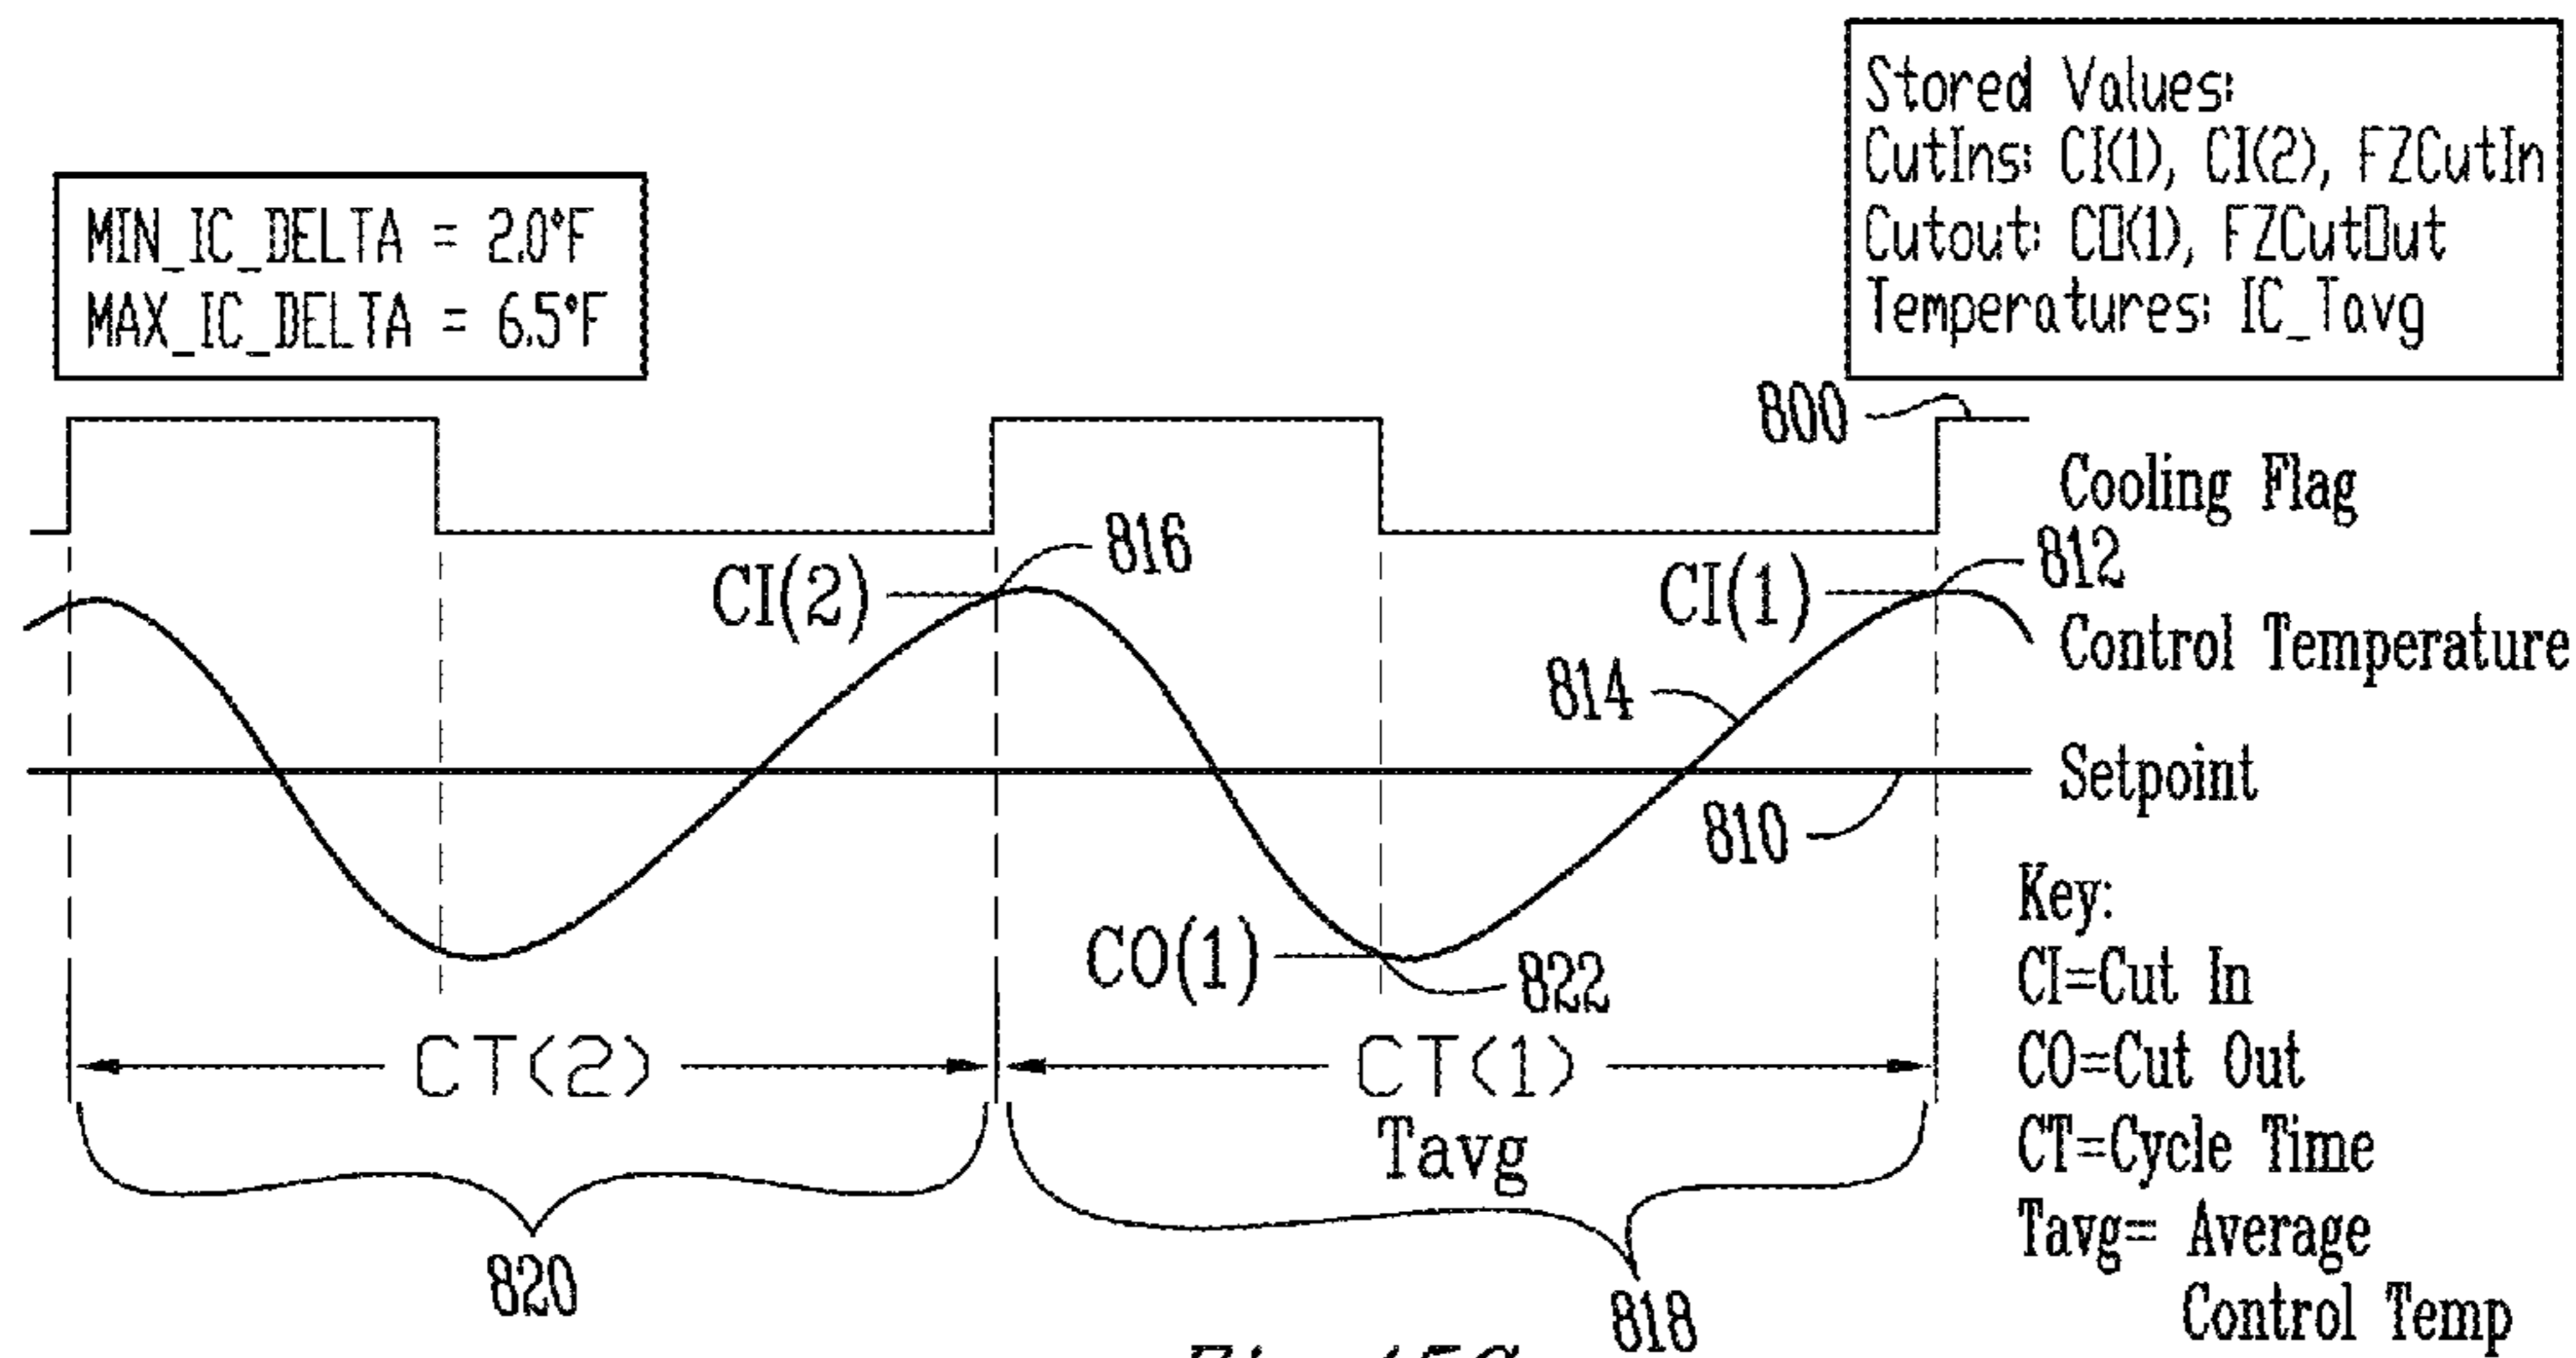 Stored Values:
CutIns: CI(1), CI(2), FZCutIn
Cutout: CO(1), FZCutOut
Temperatures: IC_Tavg
MIN_IC_DELTA = 2.0°F
MAX_IC_DELTA = 6.5°F
800
Cooling Flag
816
CI(2)
CI(1)
812
Control Temperature
814
Setpoint
810
CO(1)
822
Key:
CI=Cut In
CO=Cut Out
CT=Cycle Time
Tavg= Average
Control Temp
CT(2)
CT(1)
Tavg
820
818